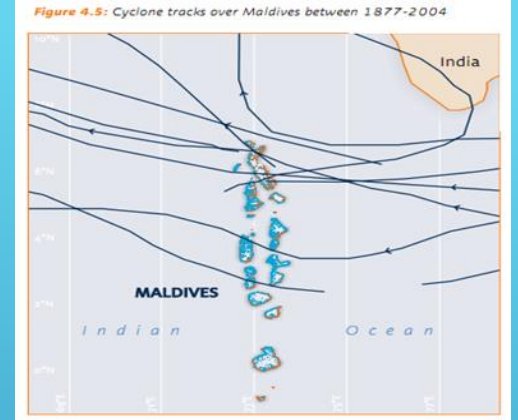 Figure 4.5: Cyclone tracks over Maldives between 1877-2004
India
MALDIVES
Indian Ocean